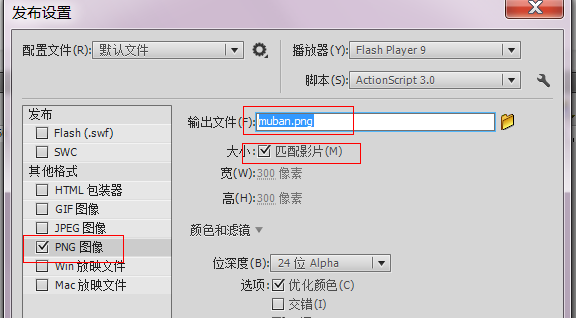 发布设置
配置文件(R): 默认文件 播放器(Y): Flash Player 9
脚本(S): ActionScript 3.0
发布
Flash (.swf)
SWC
其他格式
HTML 包装器
GIF 图像
JPEG 图像
PNG 图像
Win 放映文件
Mac 放映文件
输出文件(F): muban.png
大小: 匹配影片(M)
宽(W): 300 像素
高(H): 300 像素
颜色和滤镜
位深度(B): 24 位 Alpha
选项: 优化颜色(C)
交错(I)